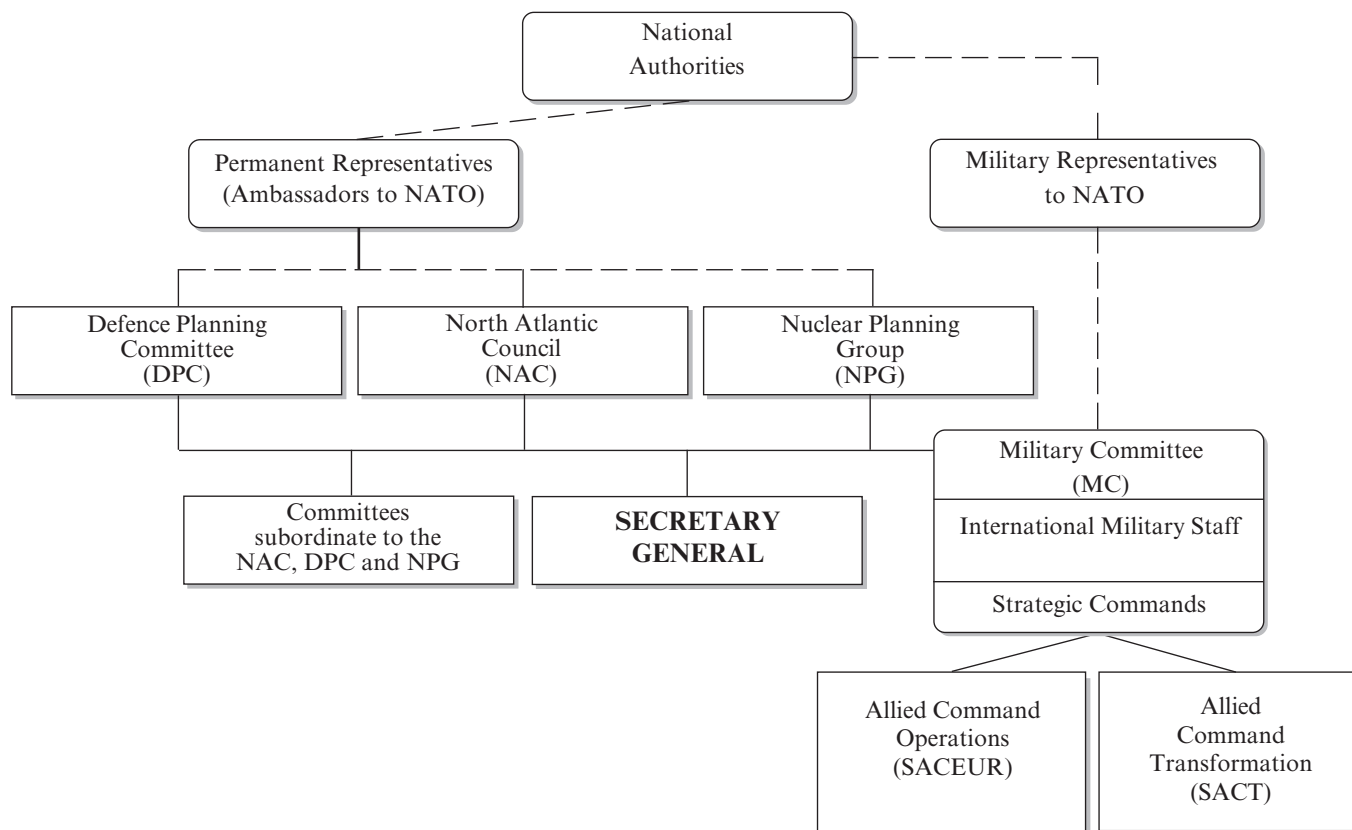 National
Authorities
Permanent Representatives
(Ambassadors to NATO)
Military Representatives
to NATO
Defence Planning
Committee
(DPC)
North Atlantic
Council
(NAC)
Nuclear Planning
Group
(NPG)
Military Committee
(MC)
International Military Staff
Strategic Commands
Committees
subordinate to the
NAC, DPC and NPG
SECRETARY
GENERAL
Allied Command
Operations
(SACEUR)
Allied
Command
Transformation
(SACT)